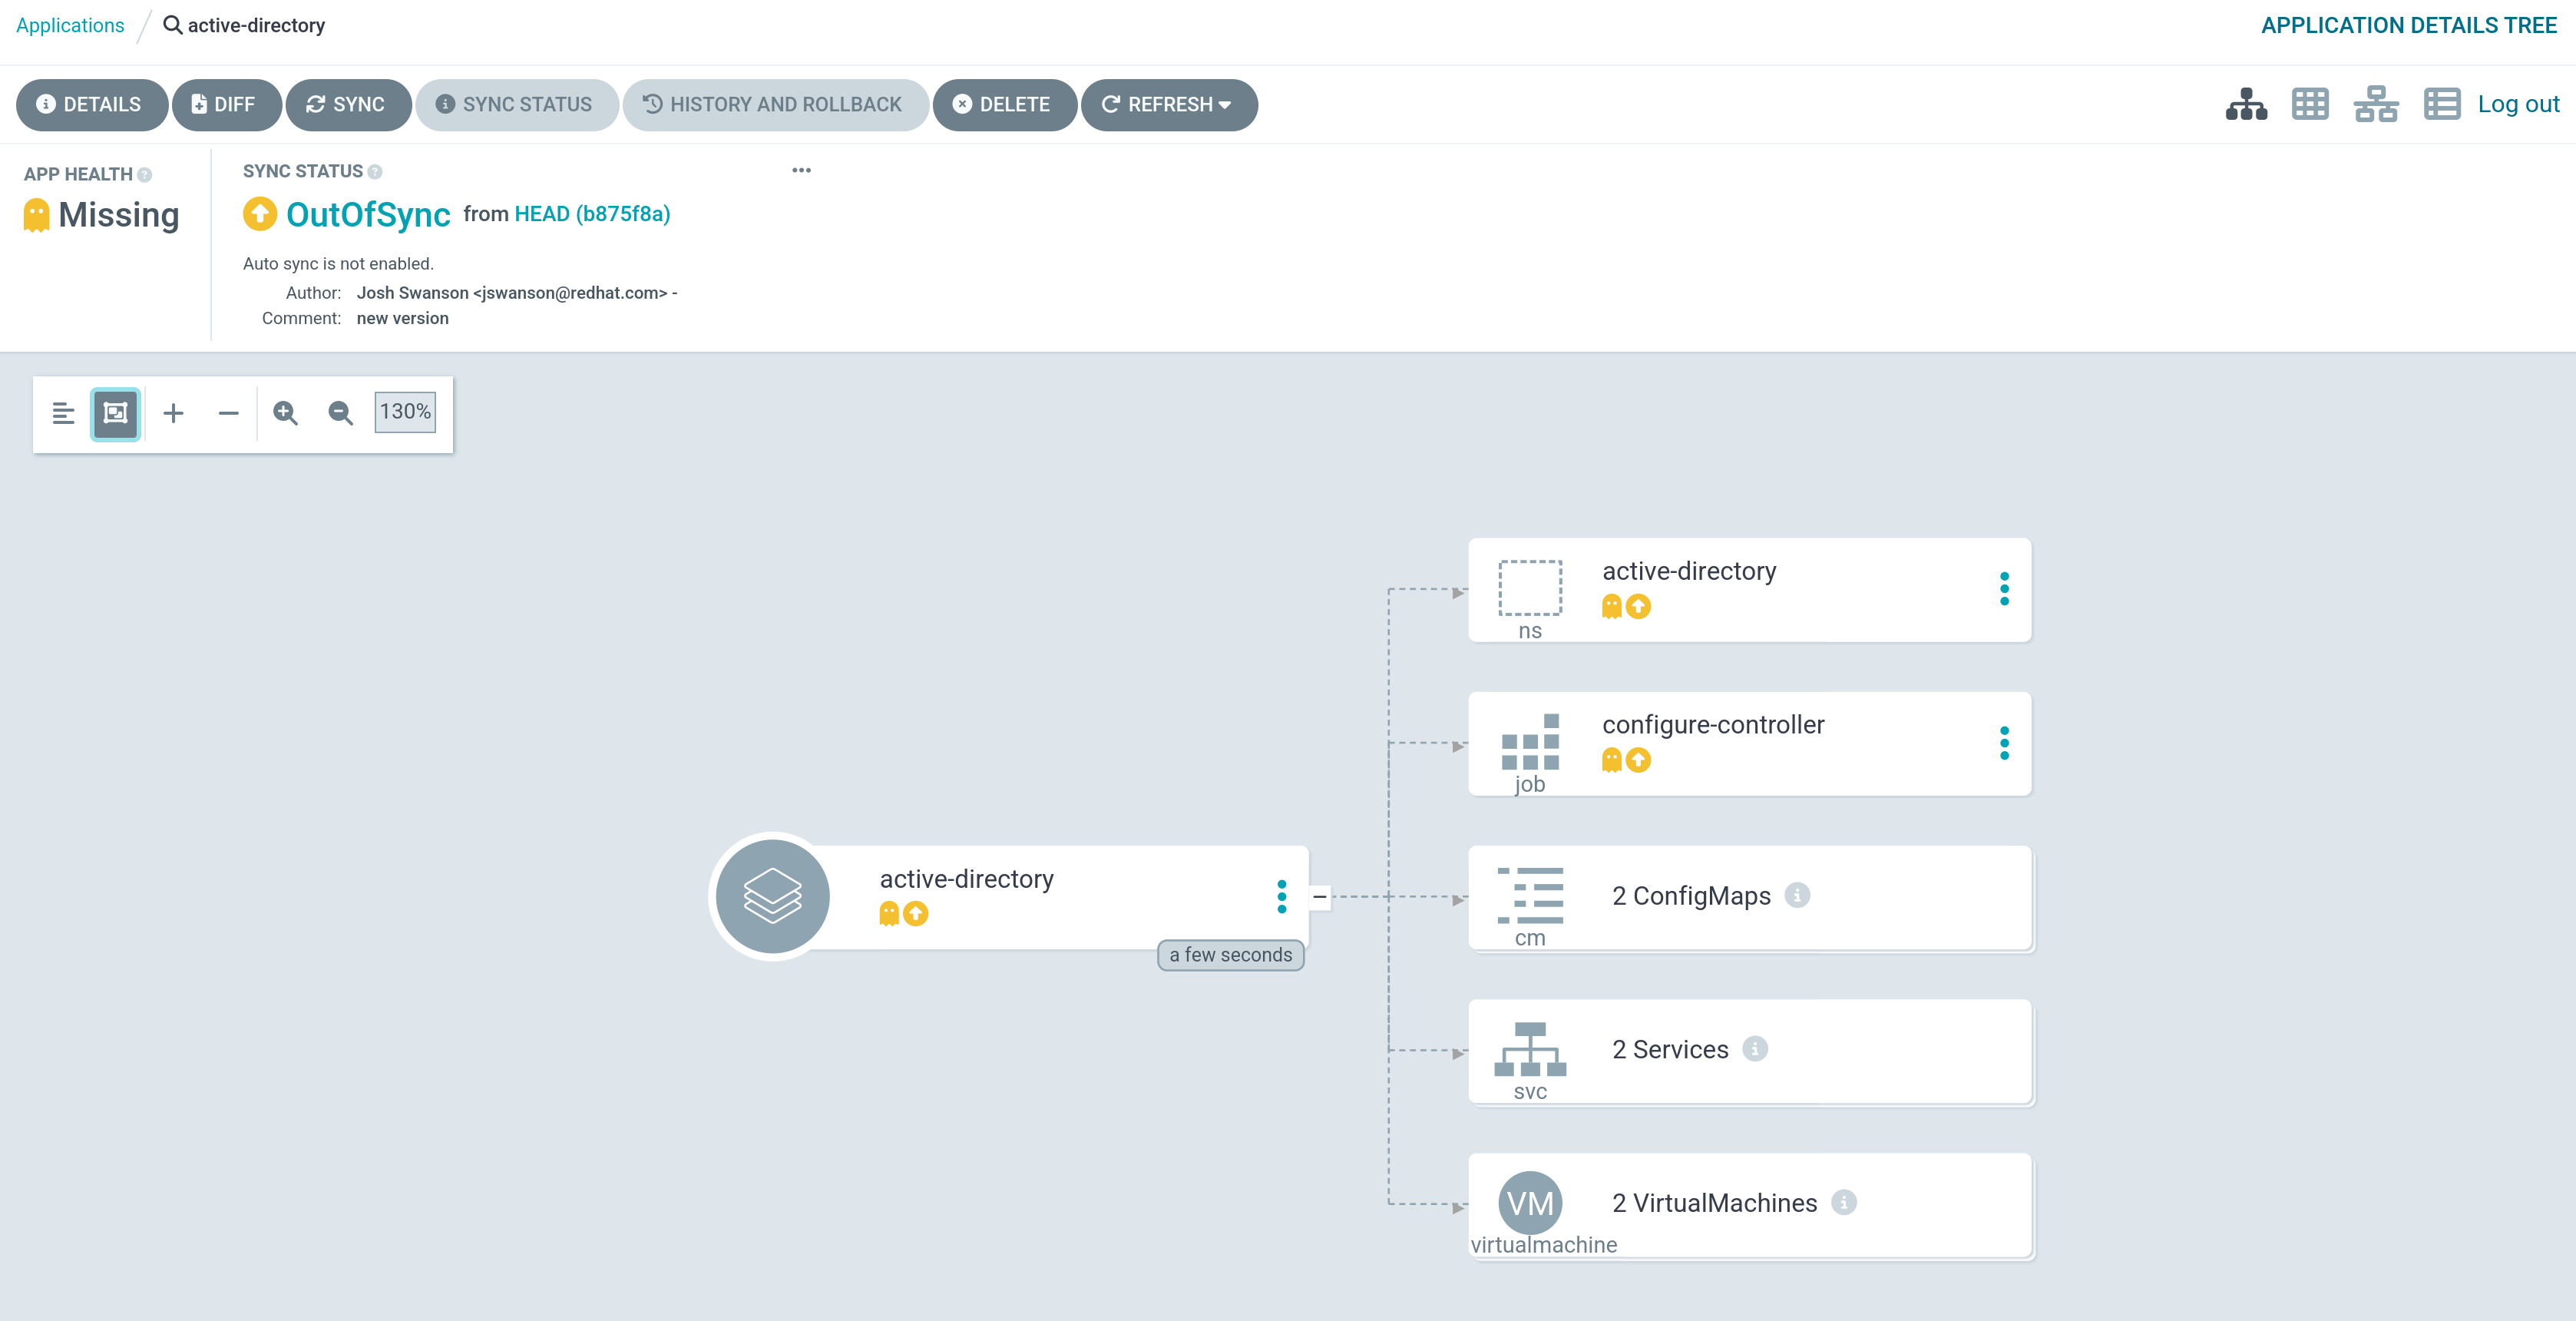 Applications / active-directory
APPLICATION DETAILS TREE
DETAILS DIFF SYNC SYNC STATUS HISTORY AND ROLLBACK DELETE REFRESH
Log out
APP HEALTH ?
Missing
SYNC STATUS ?
OutOfSync from HEAD (b875f8a)
Auto sync is not enabled.
Author: Josh Swanson <jswanson@redhat.com> -
Comment: new version
130%
active-directory
ns
configure-controller
job
active-directory
a few seconds
2 ConfigMaps
cm
2 Services
svc
VM 2 VirtualMachines
virtualmachine